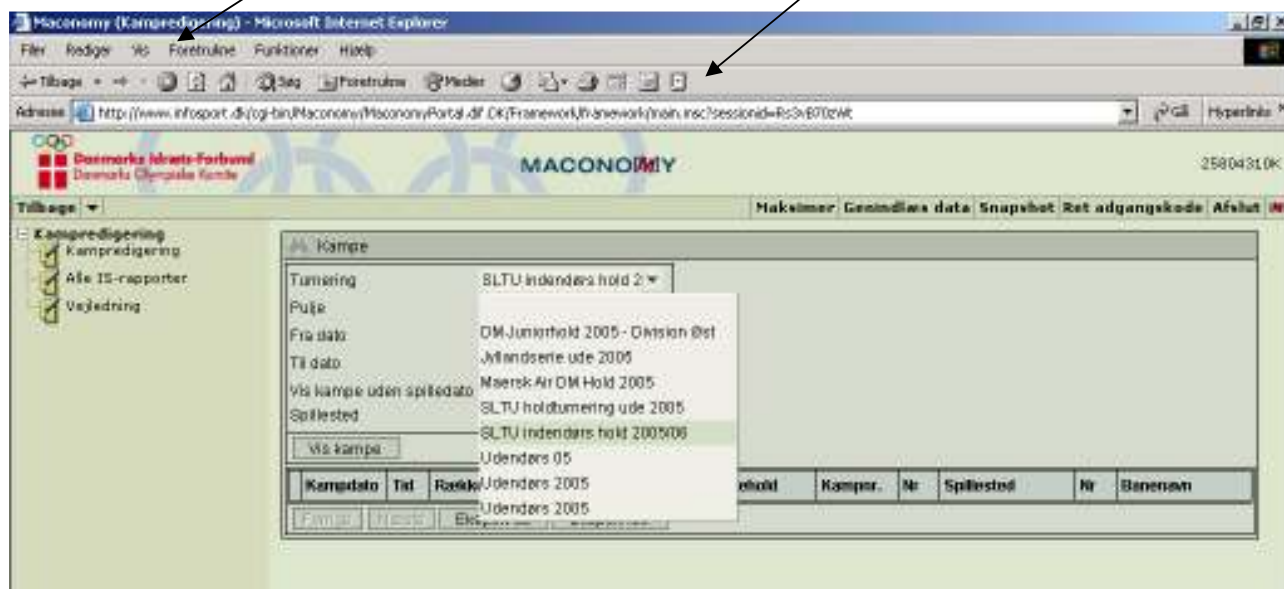 Maconomy (Kampredigering) - Microsoft Internet Explorer
Filer Rediger Vis Foretrukne Funktioner Hjælp
Tilbage Søg Foretrukne Medier
Adresse http://www.infosport.dk/cgi-bin/Maconomy/MaconomyPortal.dif.DK/Framework/framework/main.msc? Hyperlinks
Danmarks Idræts-Forbund
Danmarks Olympiske Komite
MACONOMY
25804310K
Tilbage Maksimer Genindlæs data Snapshot Ret adgangskode Afslut
Kampredigering
Kampredigering
Alle IS-rapporter
Vejledning
Kampe
Turnering SLTU indendørs hold 2
Pulje
Fra dato
Til dato
Vis kampe uden spilledato
Spillested
DM Juniorhold 2005 - Division Øst
Jyllandserie ude 2005
Maersk Air DM Hold 2005
SLTU holdturnering ude 2005
SLTU indendørs hold 2005/06
Udendørs 05
Udendørs 2005
Udendørs 2005
Vis kampe
Kampdato Tid Række ehold Kampnr. Nr Spillested Nr Banenavn
Forrige Næste